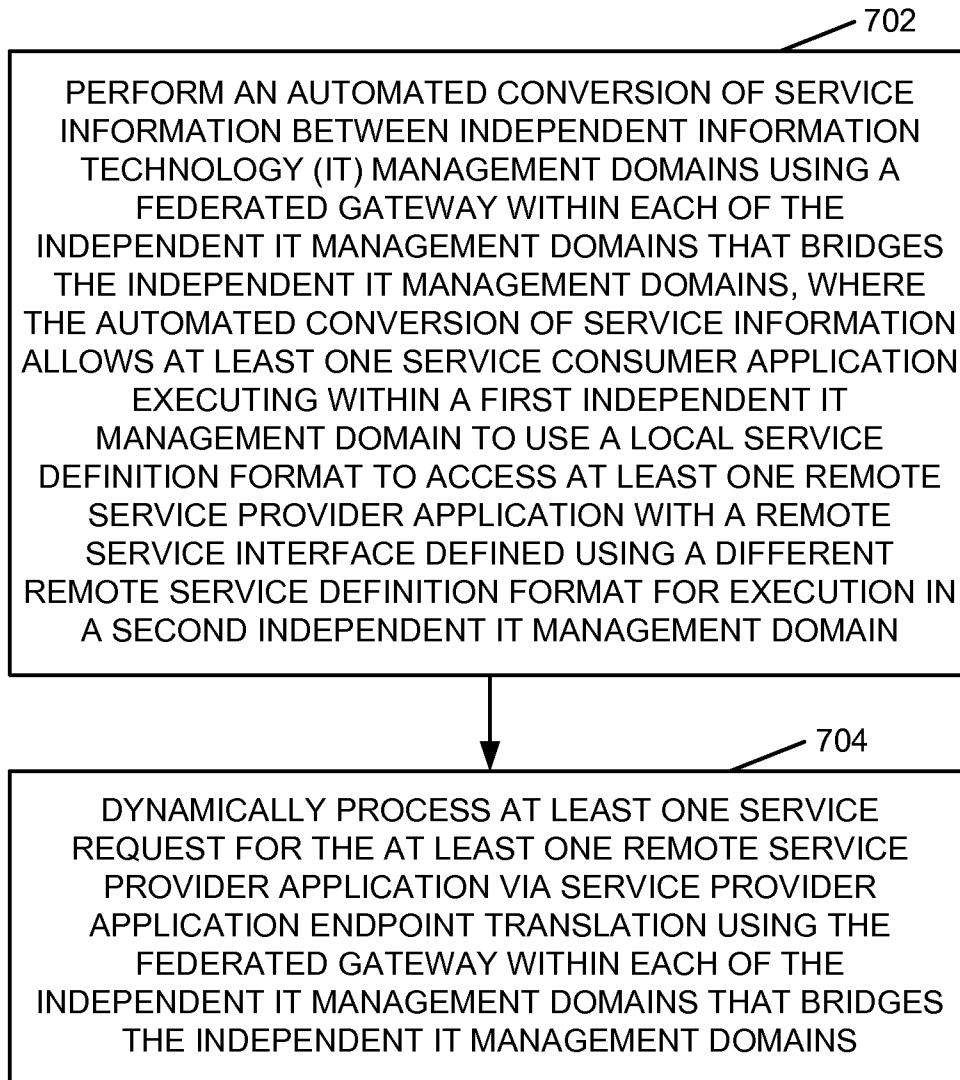 702
PERFORM AN AUTOMATED CONVERSION OF SERVICE
INFORMATION BETWEEN INDEPENDENT INFORMATION
TECHNOLOGY (IT) MANAGEMENT DOMAINS USING A
FEDERATED GATEWAY WITHIN EACH OF THE
INDEPENDENT IT MANAGEMENT DOMAINS THAT BRIDGES
THE INDEPENDENT IT MANAGEMENT DOMAINS, WHERE
THE AUTOMATED CONVERSION OF SERVICE INFORMATION
ALLOWS AT LEAST ONE SERVICE CONSUMER APPLICATION
EXECUTING WITHIN A FIRST INDEPENDENT IT
MANAGEMENT DOMAIN TO USE A LOCAL SERVICE
DEFINITION FORMAT TO ACCESS AT LEAST ONE REMOTE
SERVICE PROVIDER APPLICATION WITH A REMOTE
SERVICE INTERFACE DEFINED USING A DIFFERENT
REMOTE SERVICE DEFINITION FORMAT FOR EXECUTION IN
A SECOND INDEPENDENT IT MANAGEMENT DOMAIN
704
DYNAMICALLY PROCESS AT LEAST ONE SERVICE
REQUEST FOR THE AT LEAST ONE REMOTE SERVICE
PROVIDER APPLICATION VIA SERVICE PROVIDER
APPLICATION ENDPOINT TRANSLATION USING THE
FEDERATED GATEWAY WITHIN EACH OF THE
INDEPENDENT IT MANAGEMENT DOMAINS THAT BRIDGES
THE INDEPENDENT IT MANAGEMENT DOMAINS